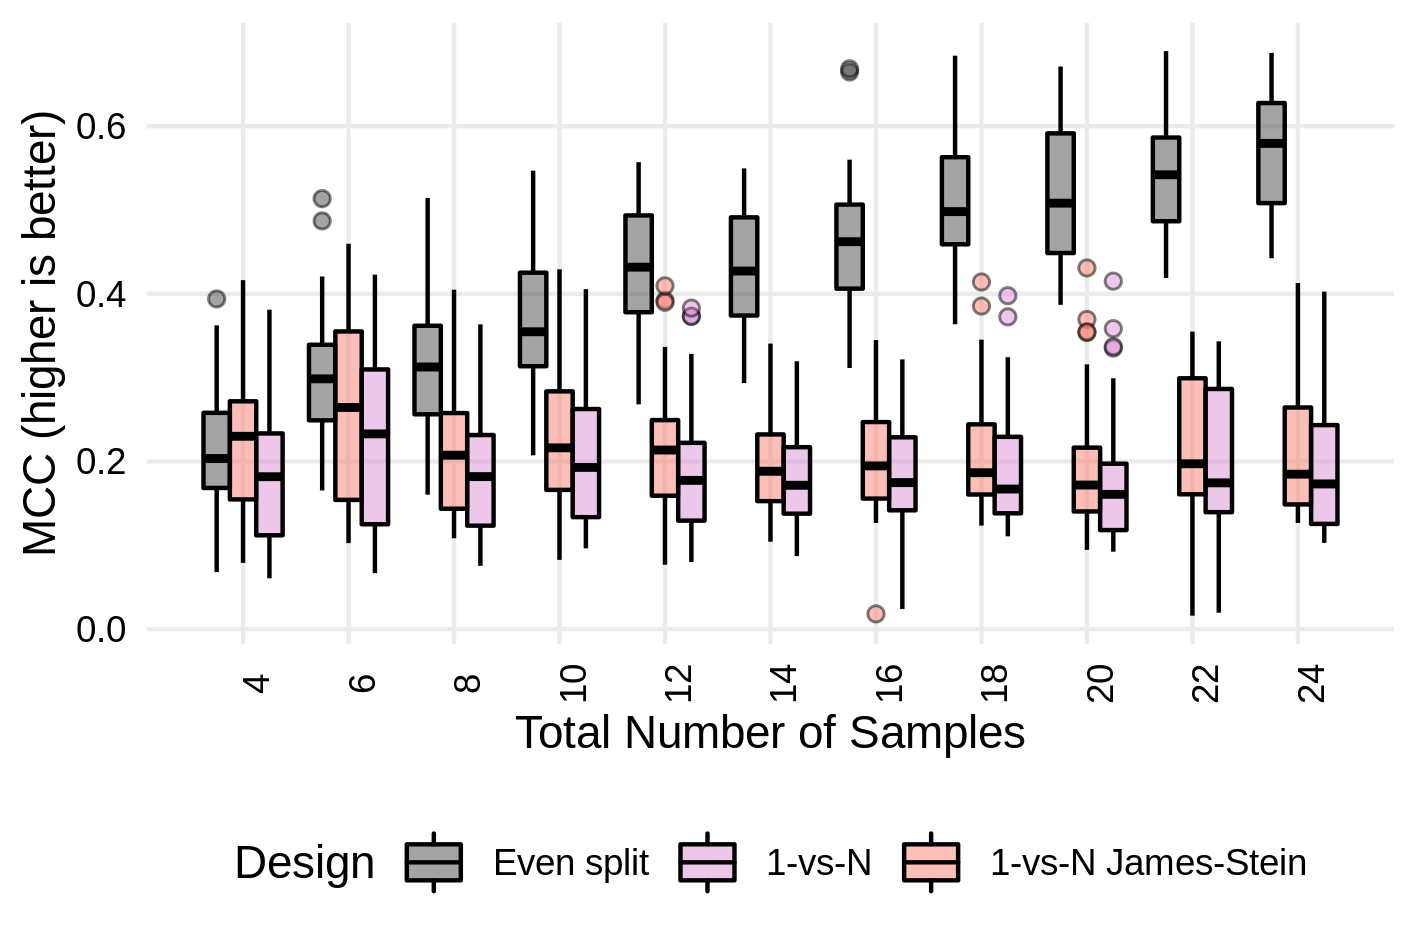 MCC (higher is better)
0.6
0.4
0.2
0.0
4 6 8 10 12 14 16 18 20 22 24
Total Number of Samples
Design Even split 1-vs-N 1-vs-N James-Stein